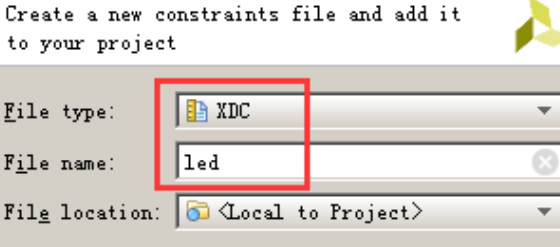 Create a new constraints file and add it
to your project
File type: XDC
File name: led
File location: <Local to Project>